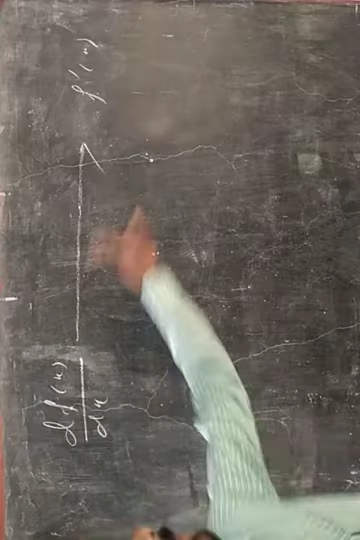 df(x)/dx → f'(x)